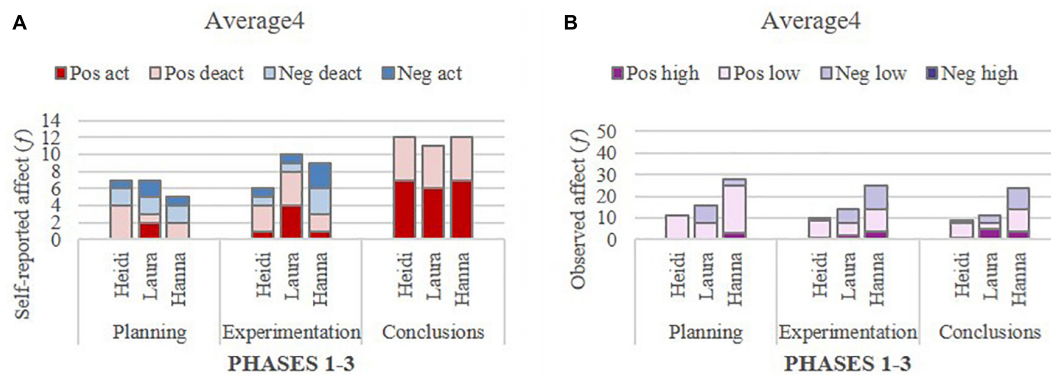 A
Average4
Pos act Pos deact Neg deact Neg act
Self-reported affect (f)
14
12
10
8
6
4
2
0
Heidi
Laura
Hanna
Heidi
Laura
Hanna
Heidi
Laura
Hanna
Planning Experimentation Conclusions
PHASES 1-3
B
Average4
Pos high Pos low Neg low Neg high
Observed affect (f)
50
40
30
20
10
0
Heidi
Laura
Hanna
Heidi
Laura
Hanna
Heidi
Laura
Hanna
Planning Experimentation Conclusions
PHASES 1-3